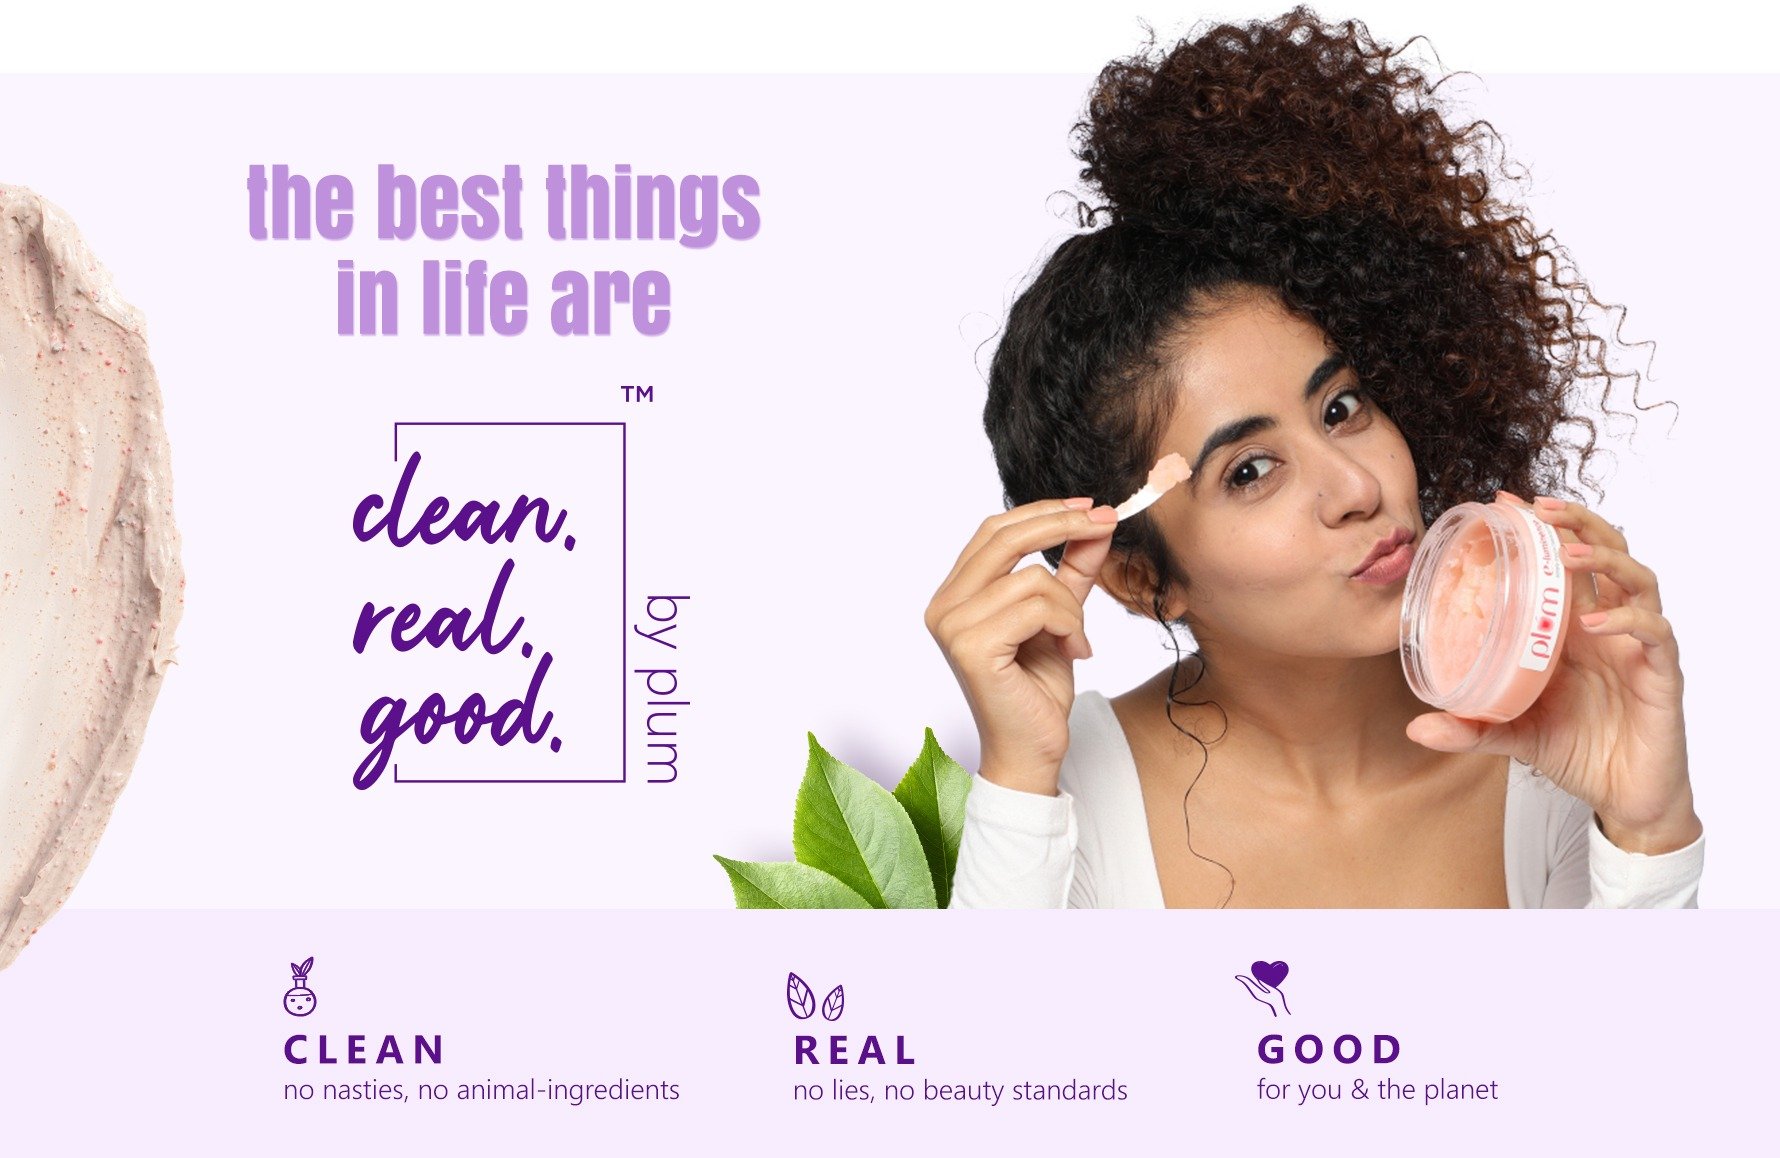 the best things
in life are
TM
clean.
real.
good.
by plum
plum
CLEAN
no nasties, no animal-ingredients
REAL
no lies, no beauty standards
GOOD
for you & the planet